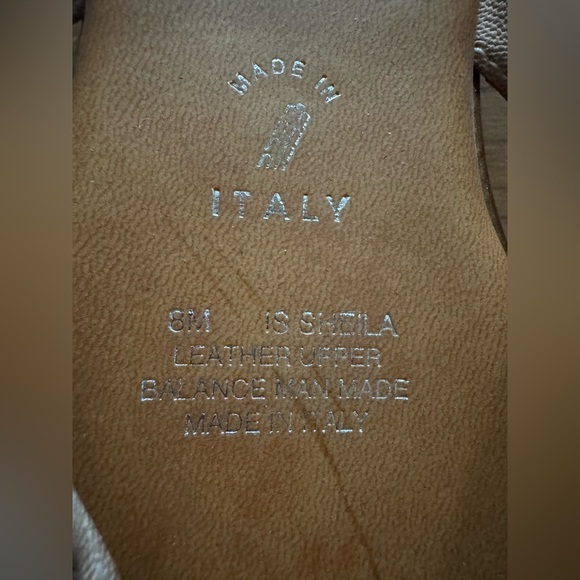 MADE IN
ITALY
8M IS SHEILA
LEATHER UPPER
BALANCE MAN MADE
MADE IN ITALY